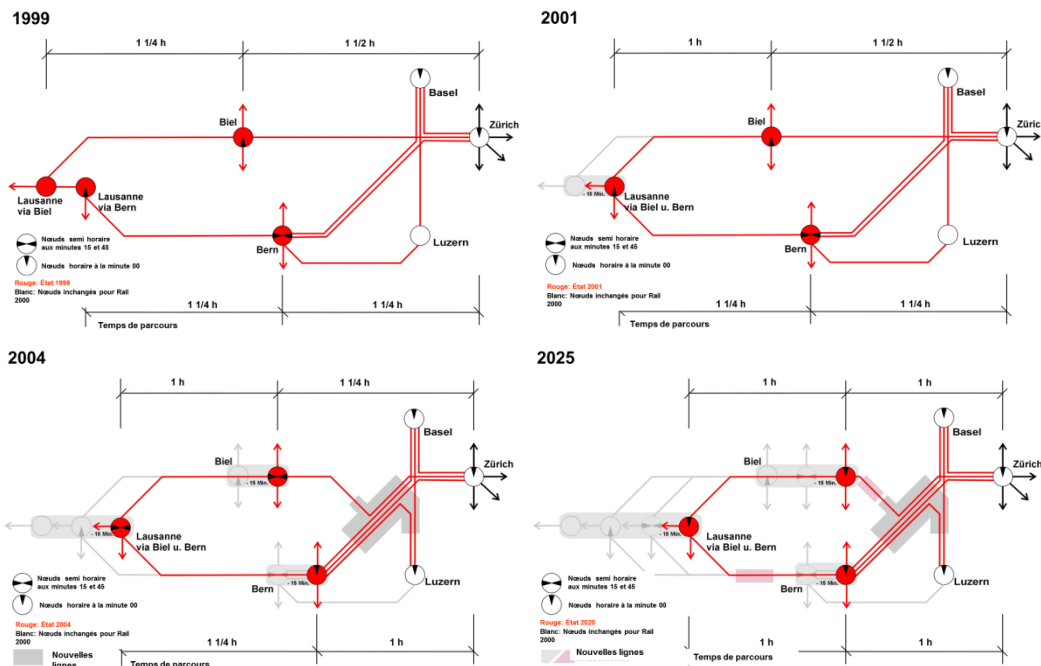 1999
1 1/4 h
1 1/2 h
Basel
Biel
Zürich
Lausanne
via Biel
Lausanne
via Bern
Bern
Luzern
Nœuds semi horaire
aux minutes 15 et 45
Nœuds horaire à la minute 00
Rouge: État 1999
Blanc: Nœuds inchangés pour Rail
2000
1 1/4 h
1 1/4 h
Temps de parcours
2001
1 h
1 1/2 h
Basel
Biel
Zürich
- 15 Min.
Lausanne
via Biel u. Bern
Bern
Luzern
Nœuds semi horaire
aux minutes 15 et 45
Nœuds horaire à la minute 00
Rouge: État 2001
Blanc: Nœuds inchangés pour Rail
2000
1 1/4 h
1 1/4 h
Temps de parcours
2004
1 h
1 1/4 h
Basel
Biel
- 15 Min.
Zürich
- 15 Min.
Lausanne
via Biel u. Bern
- 15 Min.
Bern
Luzern
Nœuds semi horaire
aux minutes 15 et 45
Nœuds horaire à la minute 00
Rouge: État 2004
Blanc: Nœuds inchangés pour Rail
2000
Nouvelles
lignes
1 1/4 h
1 h
Temps de parcours
2025
1 h
1 h
Basel
Biel
- 15 Min.
Zürich
- 15 Min.
Lausanne
via Biel u. Bern
- 15 Min.
Bern
Luzern
Nœuds semi horaire
aux minutes 15 et 45
Nœuds horaire à la minute 00
Rouge: État 2020
Blanc: Nœuds inchangés pour Rail
2000
Nouvelles lignes
1 h
1 h
Temps de parcours